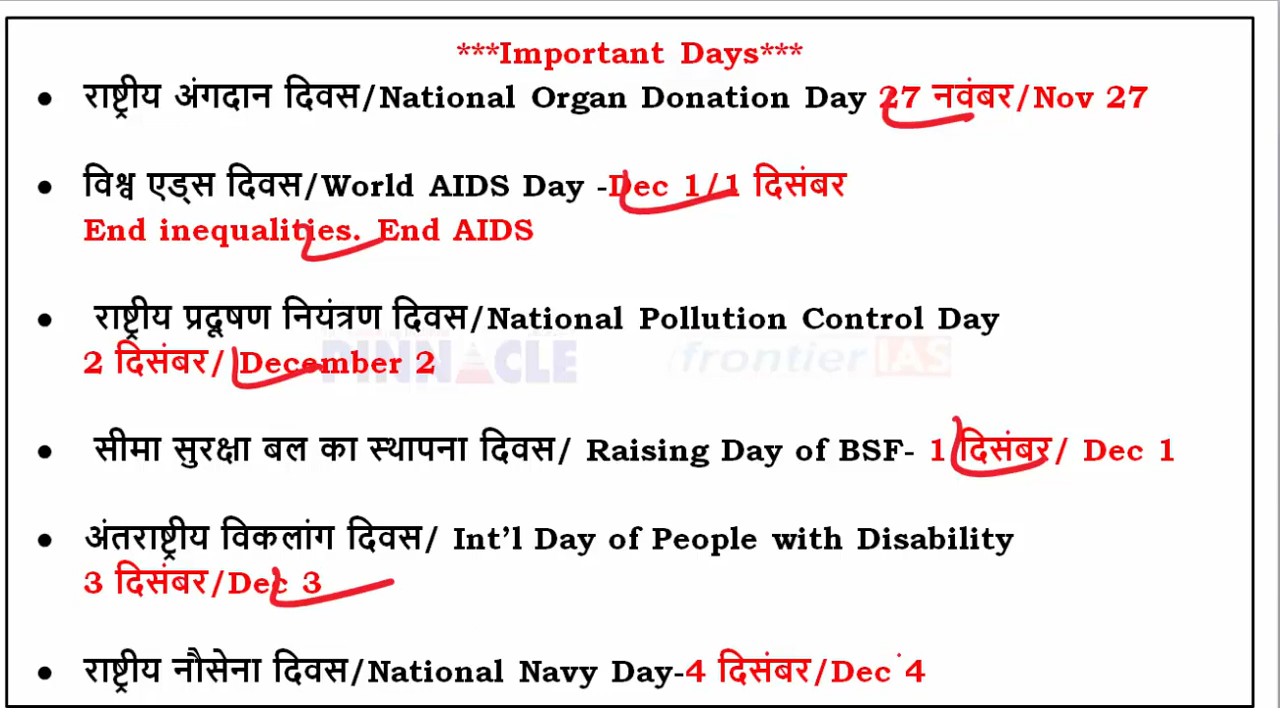 ***Important Days***
● राष्ट्रीय अंगदान दिवस/National Organ Donation Day 27 नवंबर/Nov 27
● विश्व एड्स दिवस/World AIDS Day -Dec 1/1 दिसंबर
End inequalities. End AIDS
● राष्ट्रीय प्रदूषण नियंत्रण दिवस/National Pollution Control Day
2 दिसंबर/ December 2
PINNACLE frontier IAS
● सीमा सुरक्षा बल का स्थापना दिवस/ Raising Day of BSF- 1 दिसंबर/ Dec 1
● अंतराष्ट्रीय विकलांग दिवस/ Int’l Day of People with Disability
3 दिसंबर/Dec 3
● राष्ट्रीय नौसेना दिवस/National Navy Day-4 दिसंबर/Dec 4